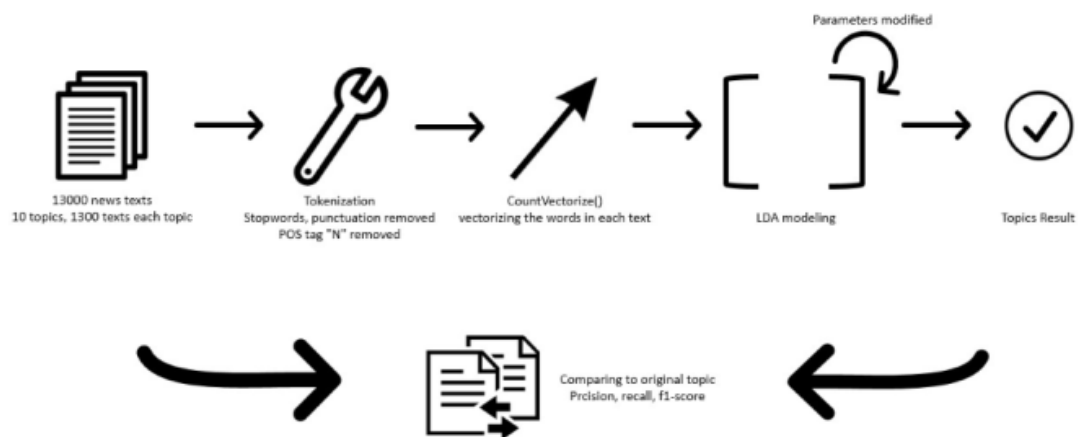 Parameters modified
13000 news texts
10 topics, 1300 texts each topic
Tokenization
Stopwords, punctuation removed
POS tag "N" removed
CountVectorize()
vectorizing the words in each text
LDA modeling
Topics Result
Comparing to original topic
Prcision, recall, f1-score